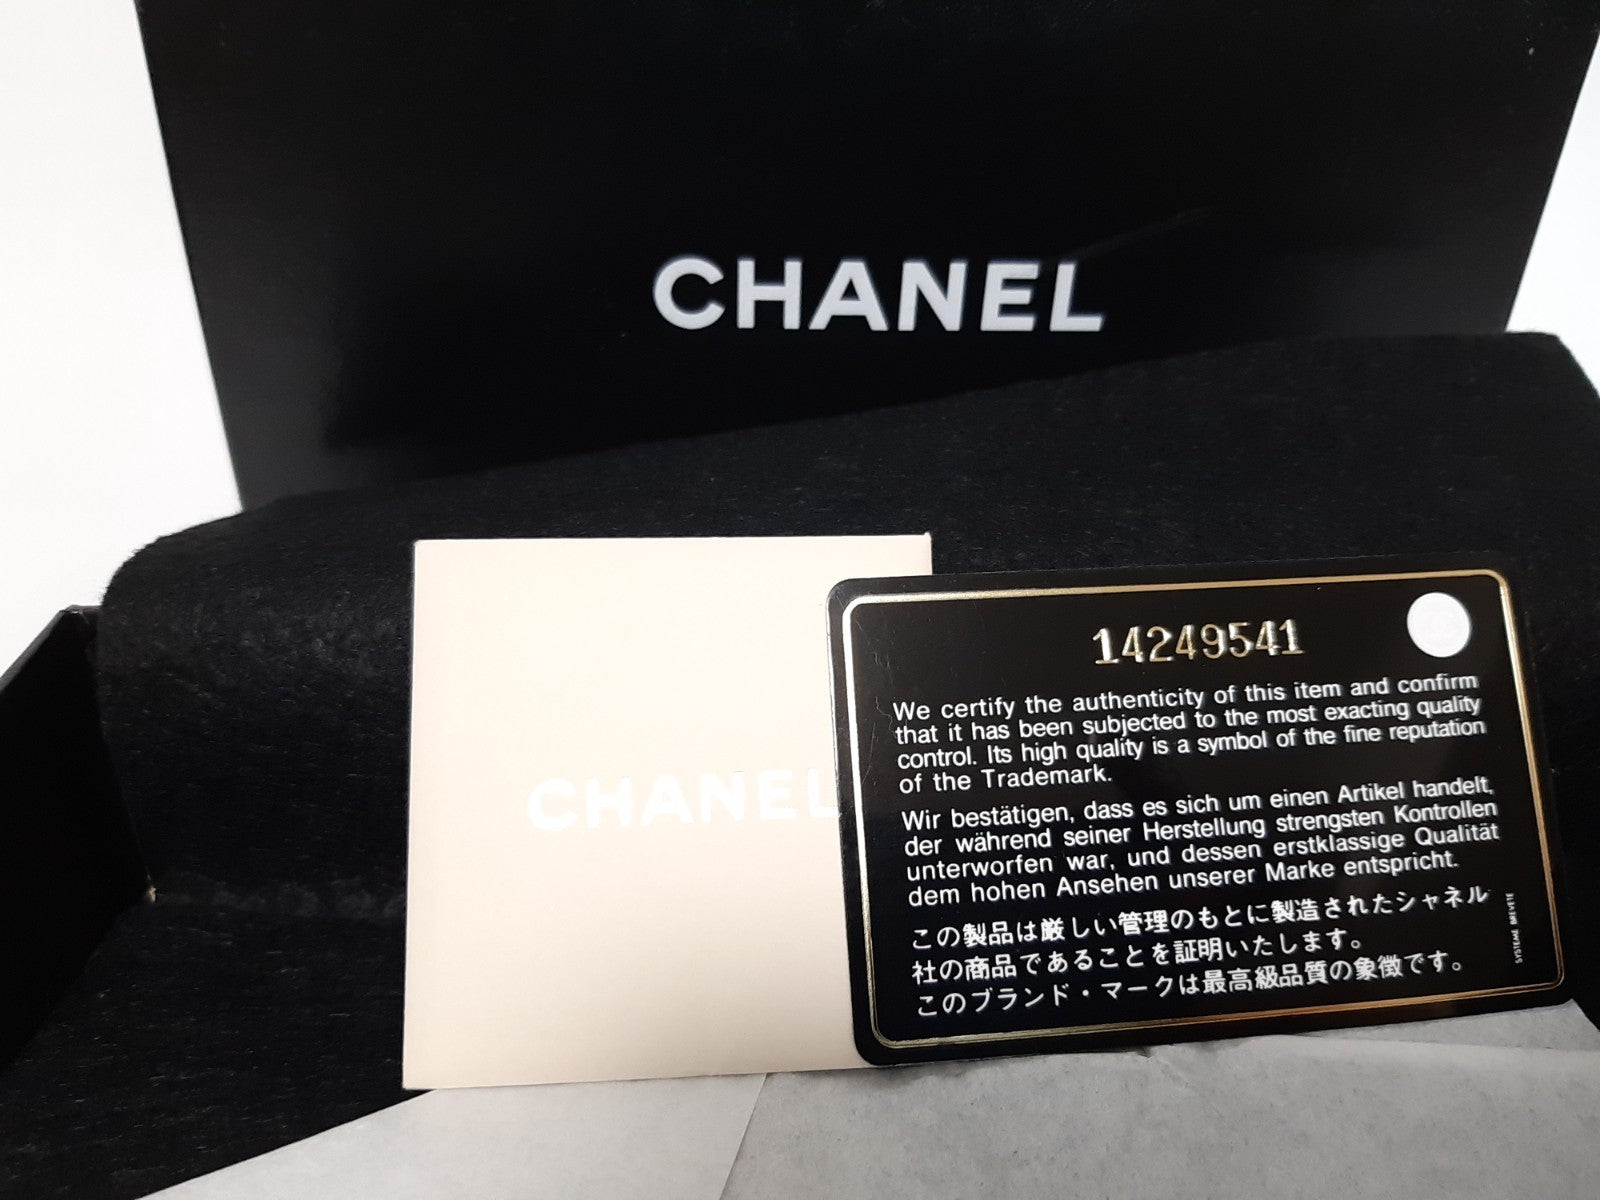 CHANEL
CHANEL
14249541
We certify the authenticity of this item and confirm
that it has been subjected to the most exacting quality
control. Its high quality is a symbol of the fine reputation
of the Trademark.
Wir bestätigen, dass es sich um einen Artikel handelt,
der während seiner Herstellung strengsten Kontrollen
unterworfen war, und dessen erstklassige Qualität
dem hohen Ansehen unserer Marke entspricht.
この製品は厳しい管理のもとに製造されたシャネル
社の商品であることを証明いたします。
このブランド・マークは最高級品質の象徴です。
SYSTEME BREVETE